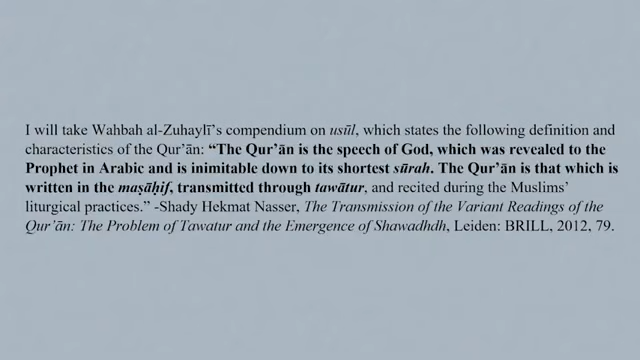 I will take Wahbah al-Zuhaylī’s compendium on usūl, which states the following definition and
characteristics of the Qur’ān: “The Qur’ān is the speech of God, which was revealed to the
Prophet in Arabic and is inimitable down to its shortest sūrah. The Qur’ān is that which is
written in the maṣāḥif, transmitted through tawātur, and recited during the Muslims’
liturgical practices.” -Shady Hekmat Nasser, The Transmission of the Variant Readings of the
Qur’ān: The Problem of Tawatur and the Emergence of Shawadhdh, Leiden: BRILL, 2012, 79.